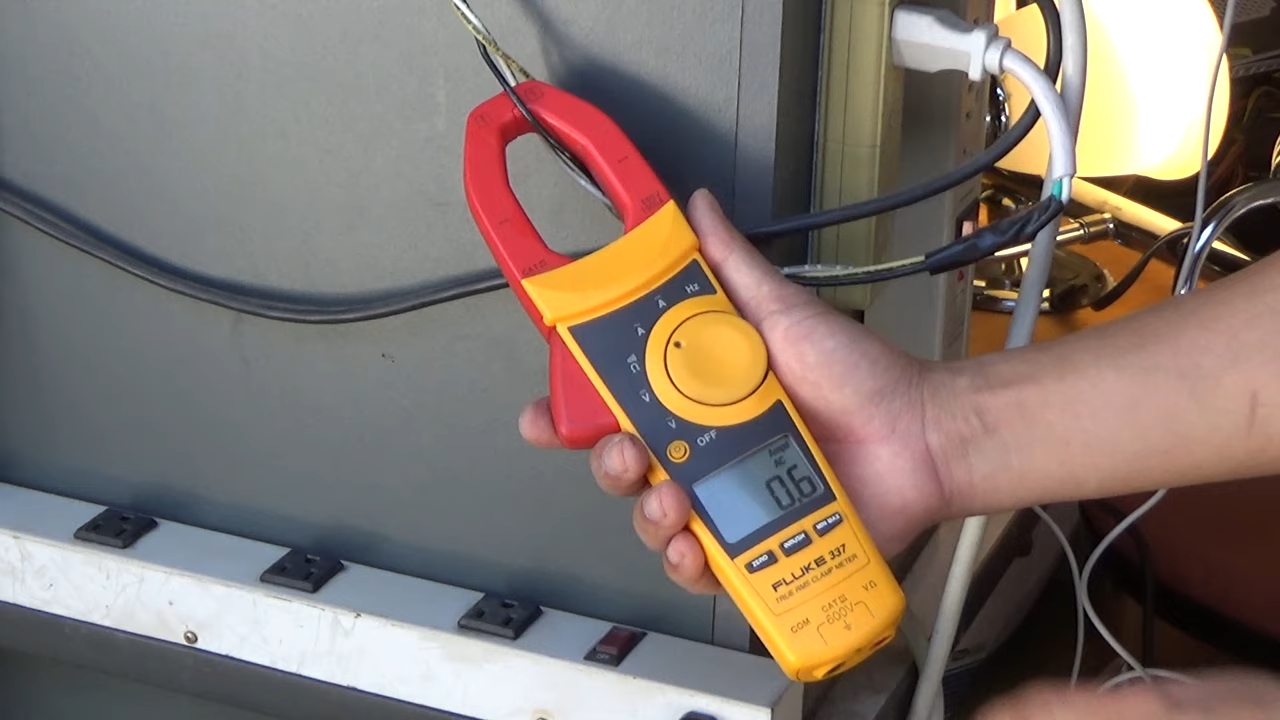 Hz
Ã
Ã
Ω
Ṽ
V̄
OFF
Amps
AC
0.6
ZERO
INRUSH
MIN MAX
FLUKE 337
TRUE RMS CLAMP METER
CAT III
600V
COM
VΩ
OFF